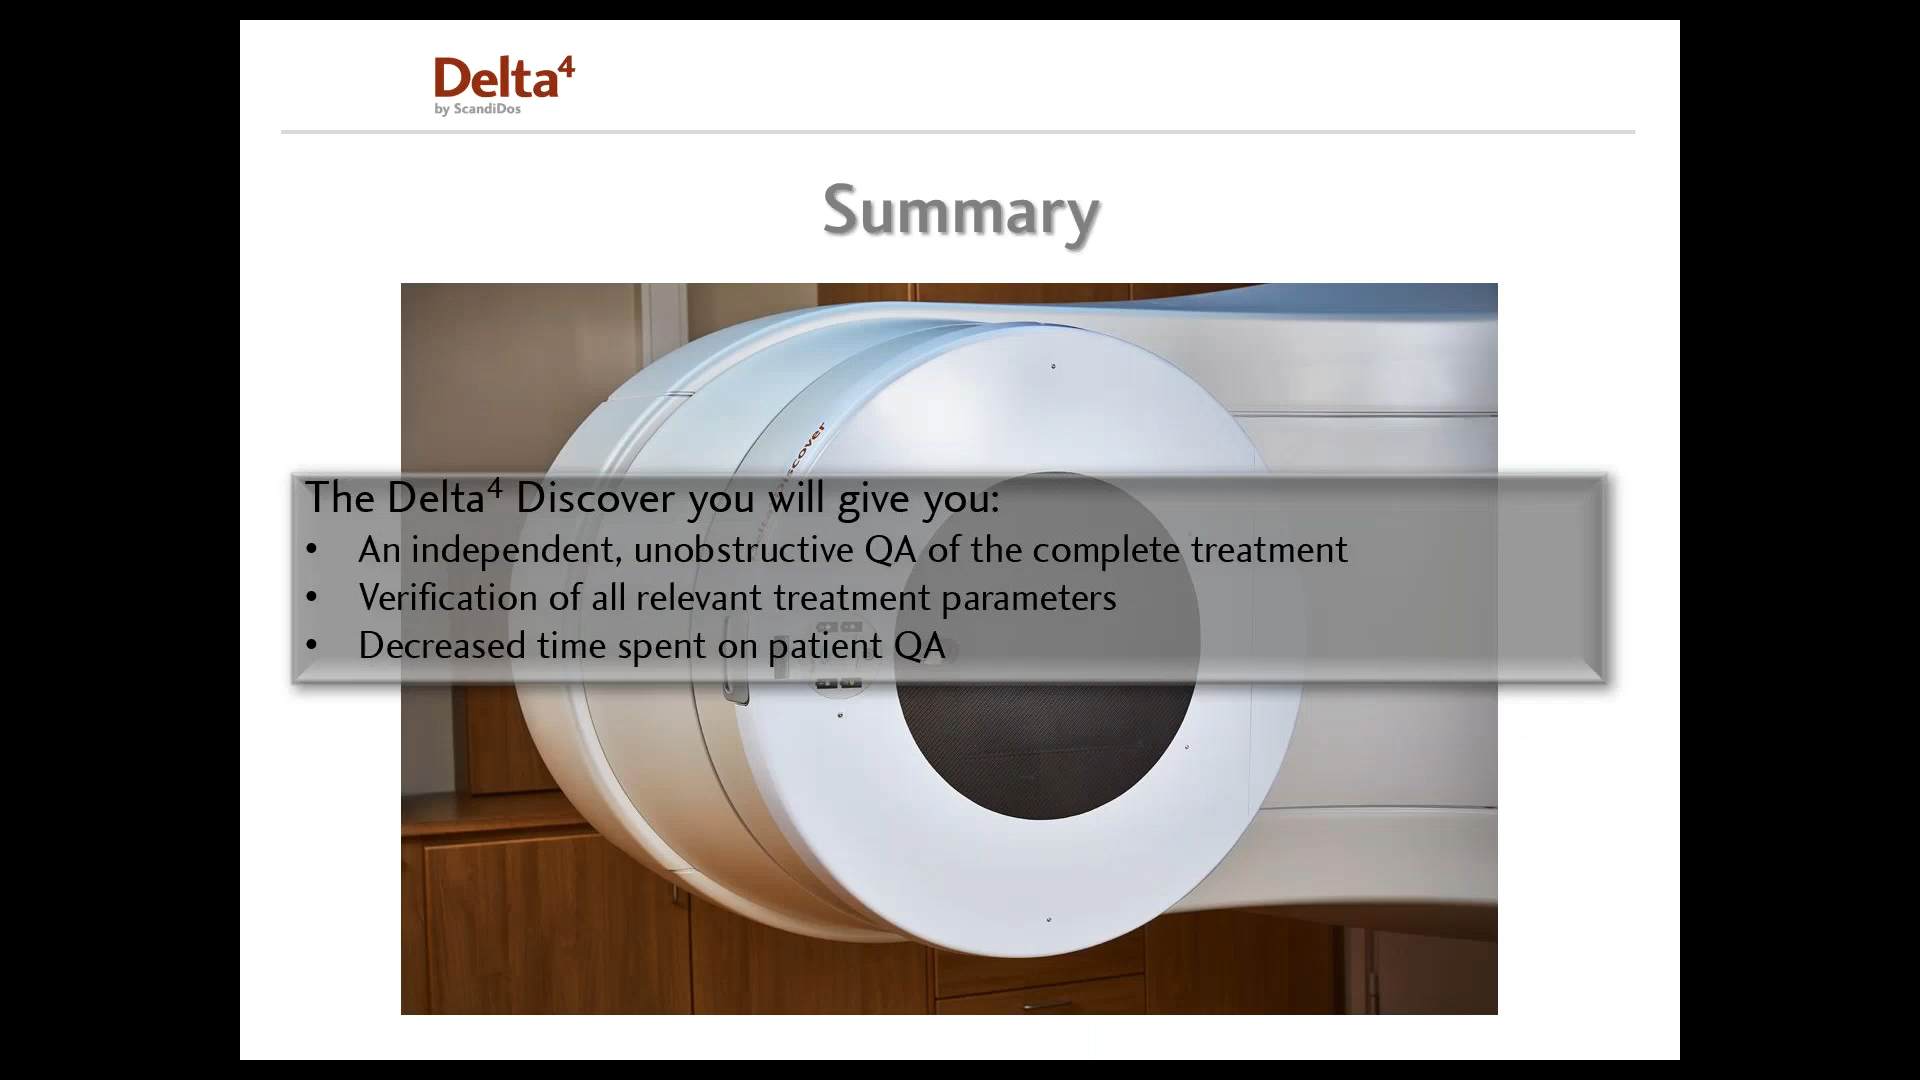 Delta⁴
by ScandiDos
Summary
The Delta⁴ Discover you will give you:
• An independent, unobstructive QA of the complete treatment
• Verification of all relevant treatment parameters
• Decreased time spent on patient QA